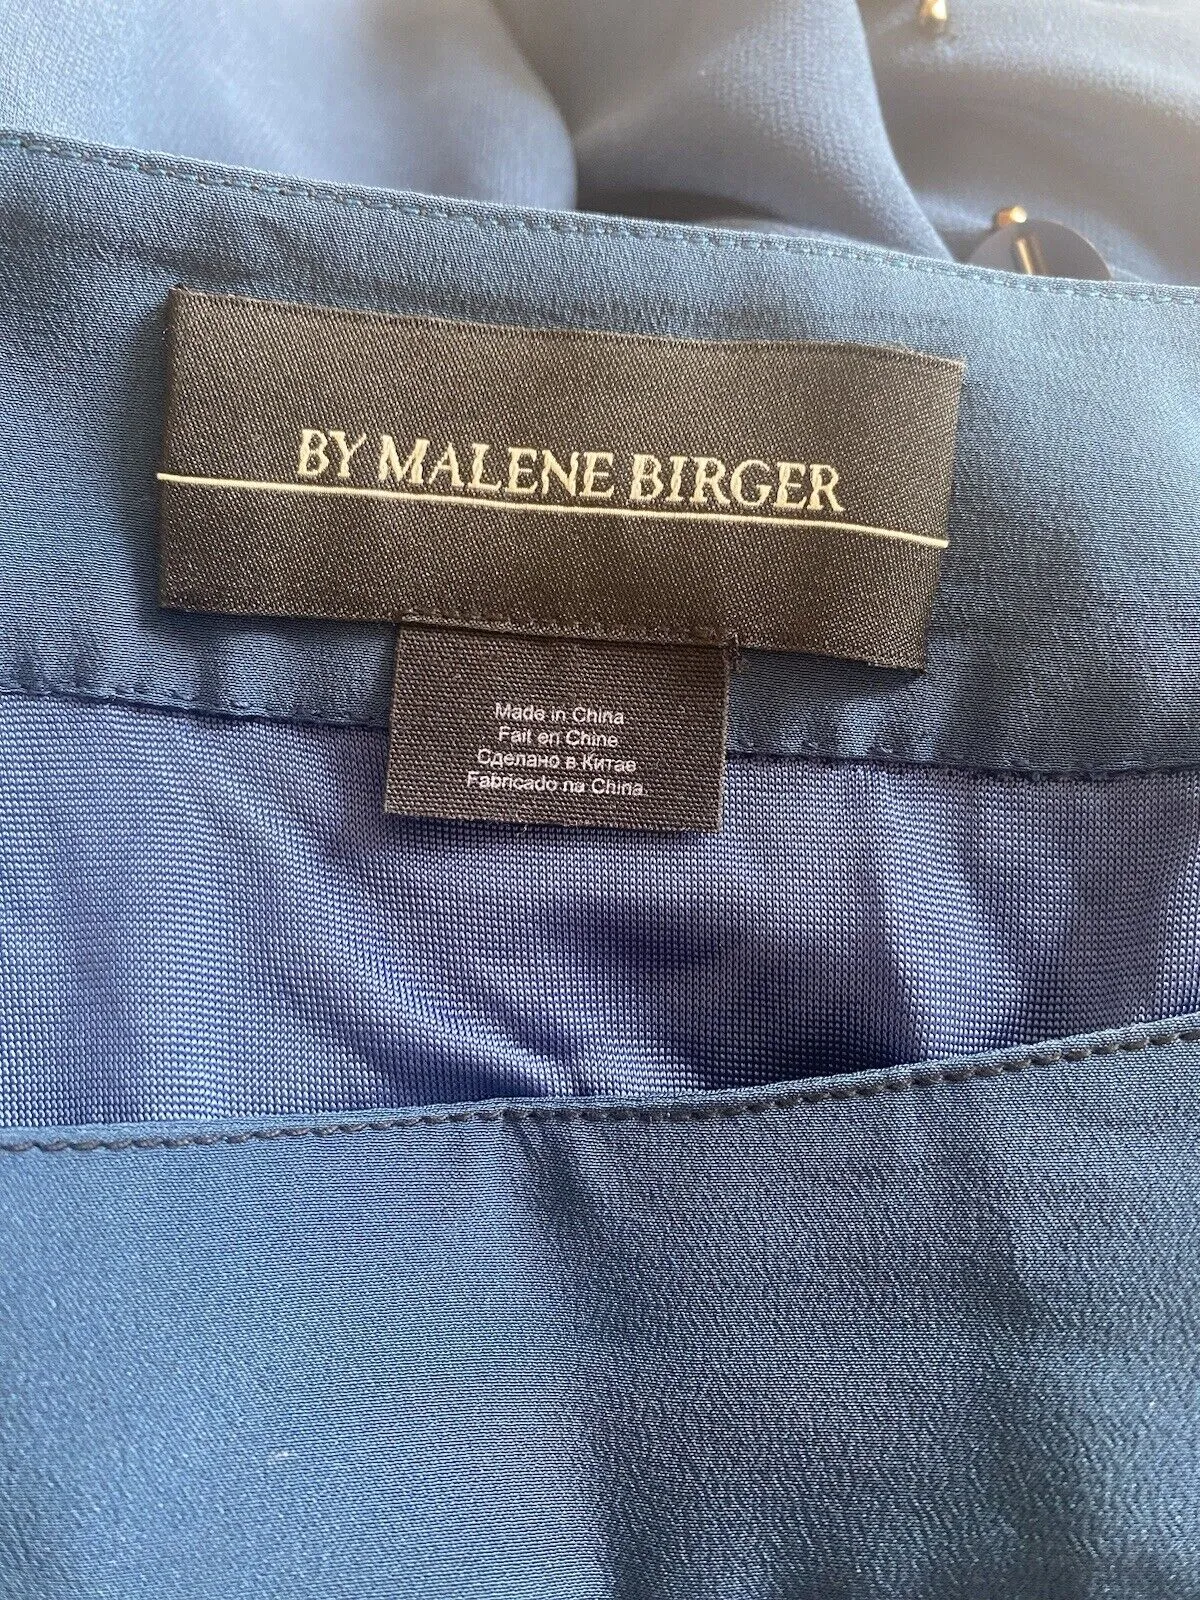 BY MALENE BIRGER
Made in China
Fait en Chine
Сделано в Китае
Fabricado na China